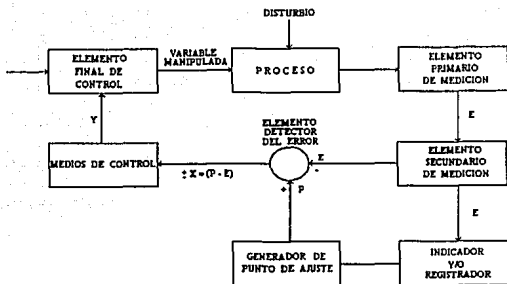 DISTURBIO
ELEMENTO
FINAL DE
CONTROL
VARIABLE
MANIPULADA
PROCESO
ELEMENTO
PRIMARIO
DE MEDICION
Y
E
ELEMENTO
DETECTOR
DEL ERROR
MEDIOS DE CONTROL
± X = (P - E)
E
-
+
P
ELEMENTO
SECUNDARIO
DE MEDICION
E
GENERADOR DE
PUNTO DE AJUSTE
INDICADOR
Y/O
REGISTRADOR